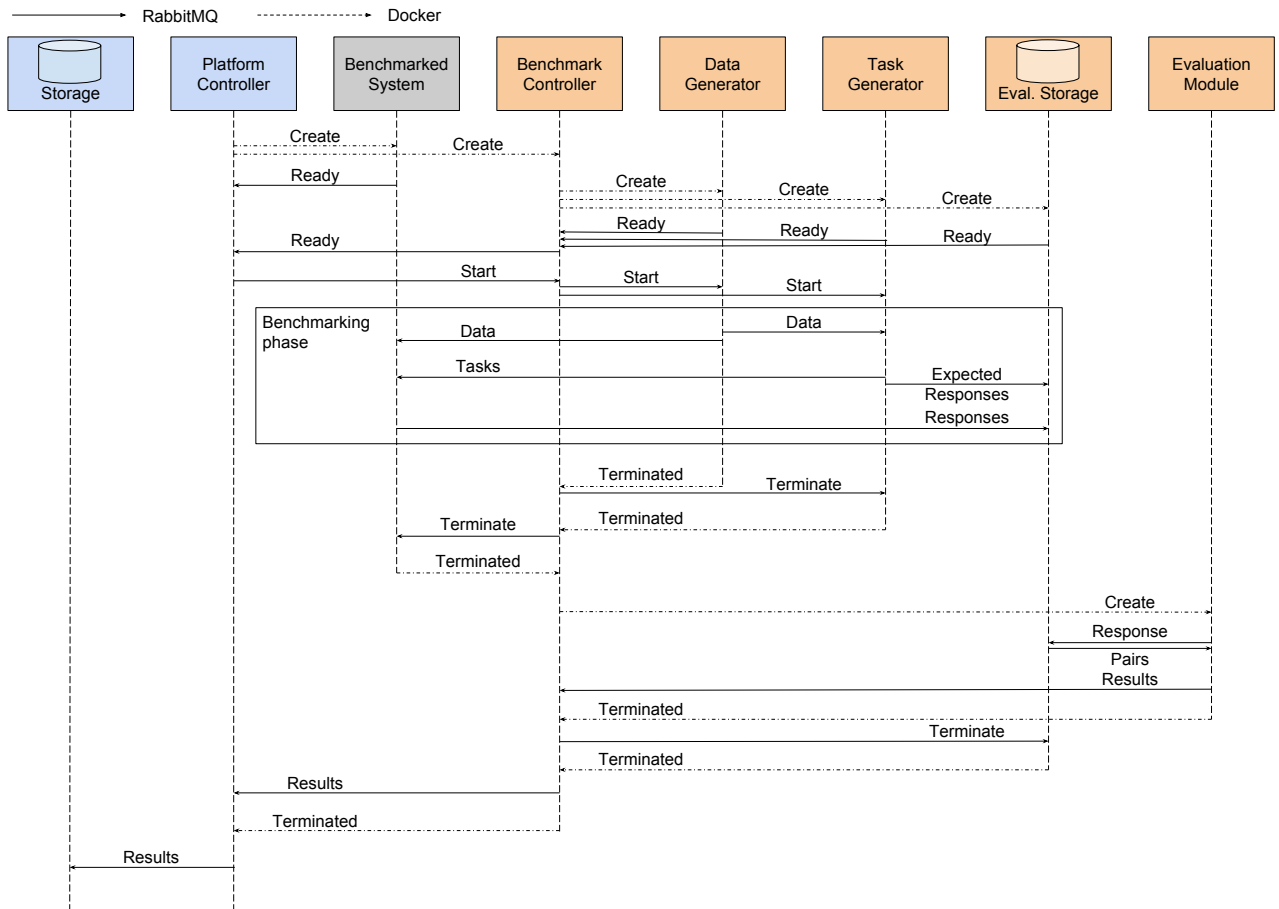 RabbitMQ Docker
Storage
Platform
Controller
Benchmarked
System
Benchmark
Controller
Data
Generator
Task
Generator
Eval. Storage
Evaluation
Module
Create
Create
Ready
Create
Create
Create
Ready
Ready
Ready
Ready
Start
Start
Start
Benchmarking
phase
Data
Data
Tasks
Expected
Responses
Responses
Terminated
Terminate
Terminated
Terminate
Terminated
Create
Response
Pairs
Results
Terminated
Terminate
Terminated
Results
Terminated
Results